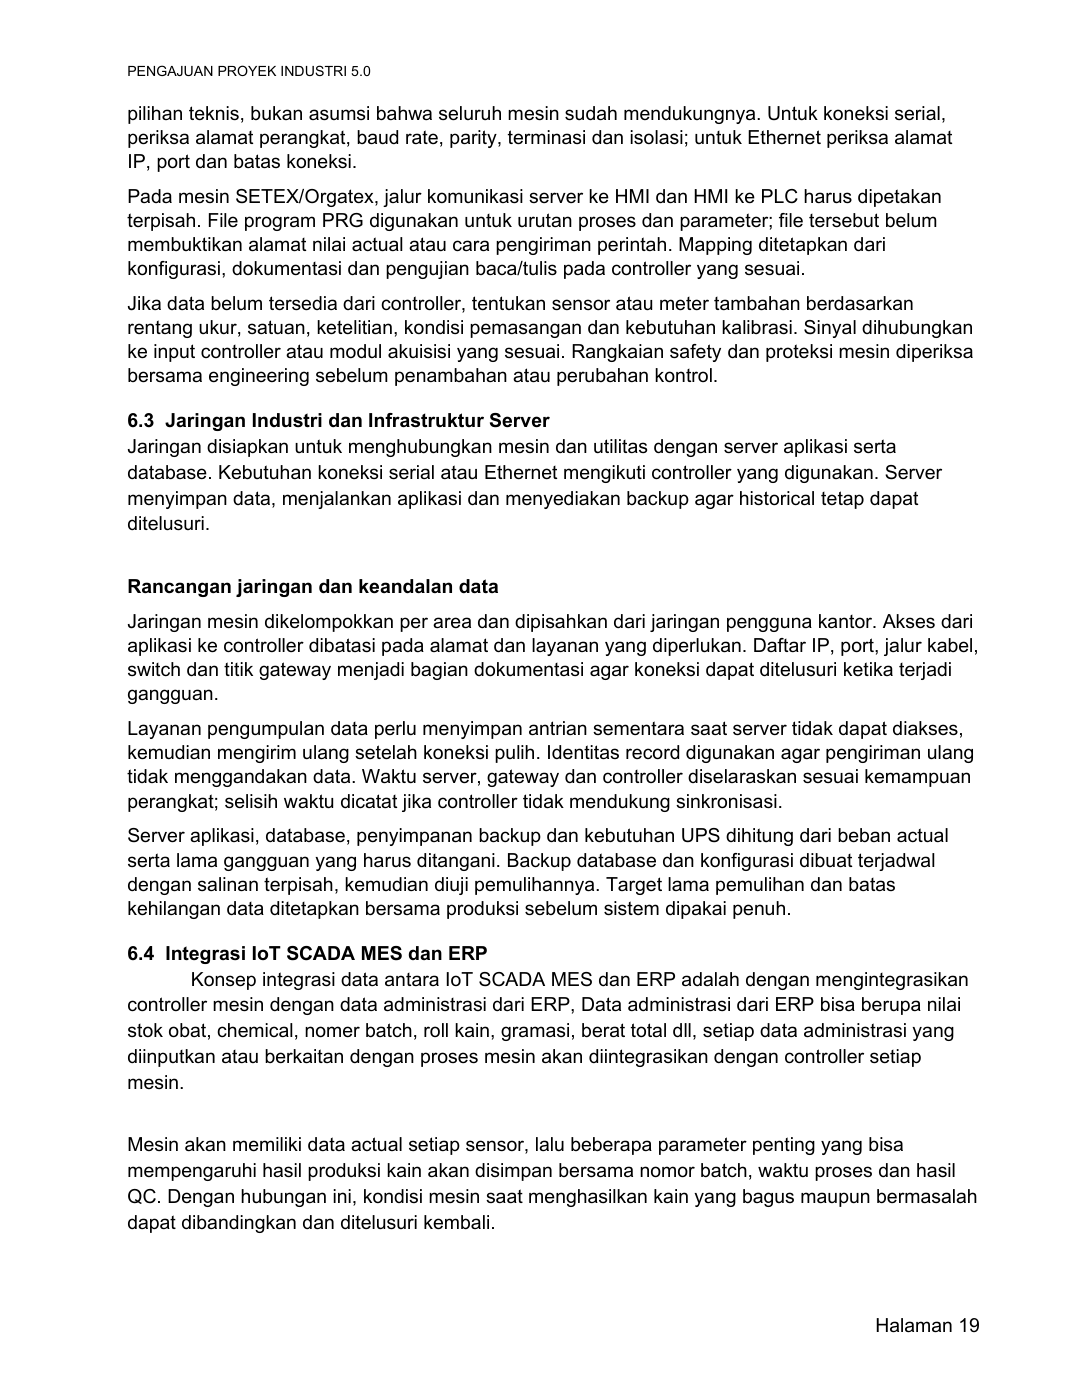 PENGAJUAN PROYEK INDUSTRI 5.0
pilihan teknis, bukan asumsi bahwa seluruh mesin sudah mendukungnya. Untuk koneksi serial,
periksa alamat perangkat, baud rate, parity, terminasi dan isolasi; untuk Ethernet periksa alamat
IP, port dan batas koneksi.
Pada mesin SETEX/Orgatex, jalur komunikasi server ke HMI dan HMI ke PLC harus dipetakan
terpisah. File program PRG digunakan untuk urutan proses dan parameter; file tersebut belum
membuktikan alamat nilai actual atau cara pengiriman perintah. Mapping ditetapkan dari
konfigurasi, dokumentasi dan pengujian baca/tulis pada controller yang sesuai.
Jika data belum tersedia dari controller, tentukan sensor atau meter tambahan berdasarkan
rentang ukur, satuan, ketelitian, kondisi pemasangan dan kebutuhan kalibrasi. Sinyal dihubungkan
ke input controller atau modul akuisisi yang sesuai. Rangkaian safety dan proteksi mesin diperiksa
bersama engineering sebelum penambahan atau perubahan kontrol.
6.3 Jaringan Industri dan Infrastruktur Server
Jaringan disiapkan untuk menghubungkan mesin dan utilitas dengan server aplikasi serta
database. Kebutuhan koneksi serial atau Ethernet mengikuti controller yang digunakan. Server
menyimpan data, menjalankan aplikasi dan menyediakan backup agar historical tetap dapat
ditelusuri.
Rancangan jaringan dan keandalan data
Jaringan mesin dikelompokkan per area dan dipisahkan dari jaringan pengguna kantor. Akses dari
aplikasi ke controller dibatasi pada alamat dan layanan yang diperlukan. Daftar IP, port, jalur kabel,
switch dan titik gateway menjadi bagian dokumentasi agar koneksi dapat ditelusuri ketika terjadi
gangguan.
Layanan pengumpulan data perlu menyimpan antrian sementara saat server tidak dapat diakses,
kemudian mengirim ulang setelah koneksi pulih. Identitas record digunakan agar pengiriman ulang
tidak menggandakan data. Waktu server, gateway dan controller diselaraskan sesuai kemampuan
perangkat; selisih waktu dicatat jika controller tidak mendukung sinkronisasi.
Server aplikasi, database, penyimpanan backup dan kebutuhan UPS dihitung dari beban actual
serta lama gangguan yang harus ditangani. Backup database dan konfigurasi dibuat terjadwal
dengan salinan terpisah, kemudian diuji pemulihannya. Target lama pemulihan dan batas
kehilangan data ditetapkan bersama produksi sebelum sistem dipakai penuh.
6.4 Integrasi IoT SCADA MES dan ERP
Konsep integrasi data antara IoT SCADA MES dan ERP adalah dengan mengintegrasikan
controller mesin dengan data administrasi dari ERP, Data administrasi dari ERP bisa berupa nilai
stok obat, chemical, nomer batch, roll kain, gramasi, berat total dll, setiap data administrasi yang
diinputkan atau berkaitan dengan proses mesin akan diintegrasikan dengan controller setiap
mesin.
Mesin akan memiliki data actual setiap sensor, lalu beberapa parameter penting yang bisa
mempengaruhi hasil produksi kain akan disimpan bersama nomor batch, waktu proses dan hasil
QC. Dengan hubungan ini, kondisi mesin saat menghasilkan kain yang bagus maupun bermasalah
dapat dibandingkan dan ditelusuri kembali.
Halaman 19